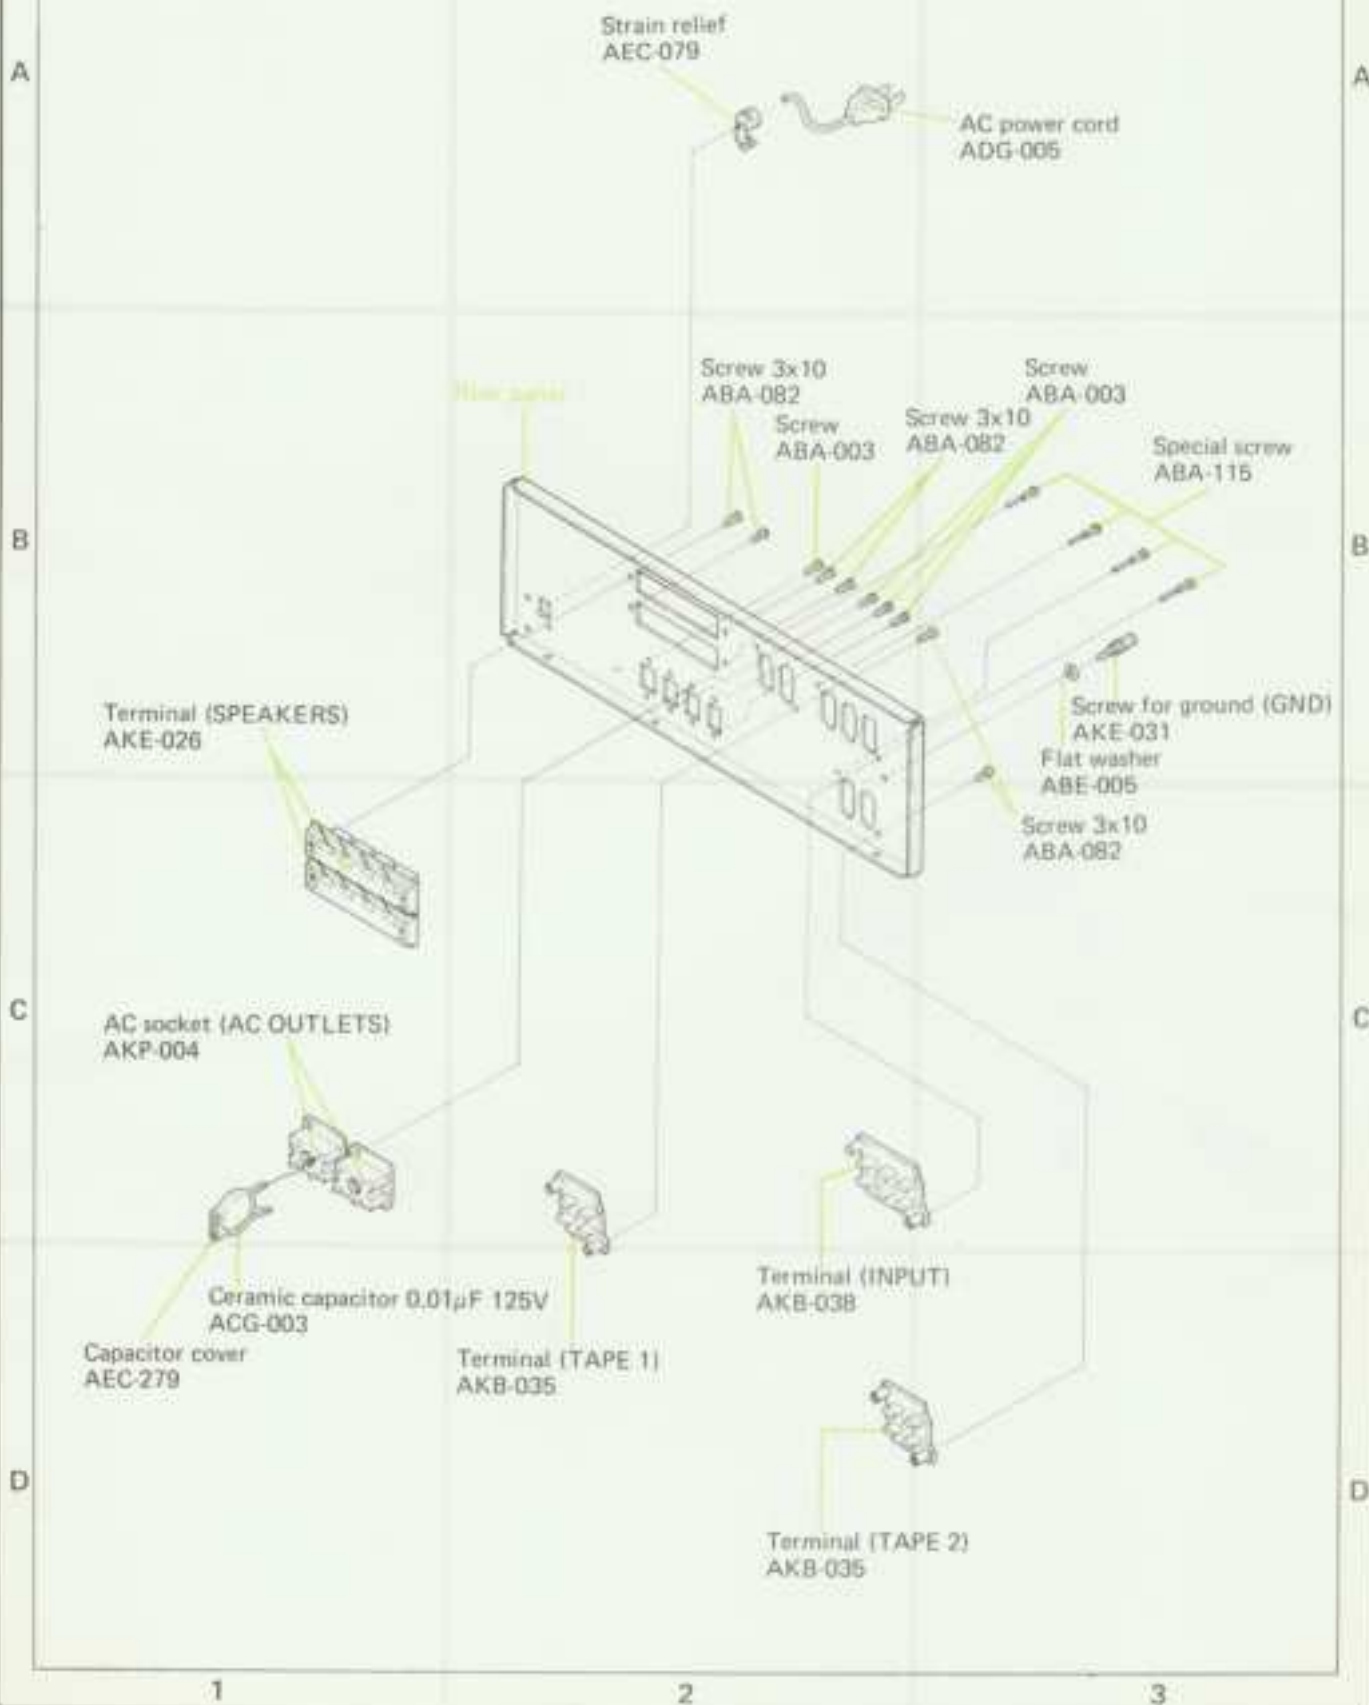 Strain relief
AEC-079
A
A
AC power cord
ADG-005
Rear panel
Screw 3x10
ABA-082
Screw
ABA-003
Screw 3x10
ABA-082
Screw
ABA-003
Special screw
ABA-115
B
B
Terminal (SPEAKERS)
AKE-026
Screw for ground (GND)
AKE-031
Flat washer
ABE-005
Screw 3x10
ABA-082
C
C
AC socket (AC OUTLETS)
AKP-004
Ceramic capacitor 0.01µF 125V
ACG-003
Capacitor cover
AEC-279
Terminal (TAPE 1)
AKB-035
Terminal (INPUT)
AKB-038
D
D
Terminal (TAPE 2)
AKB-035
1
2
3